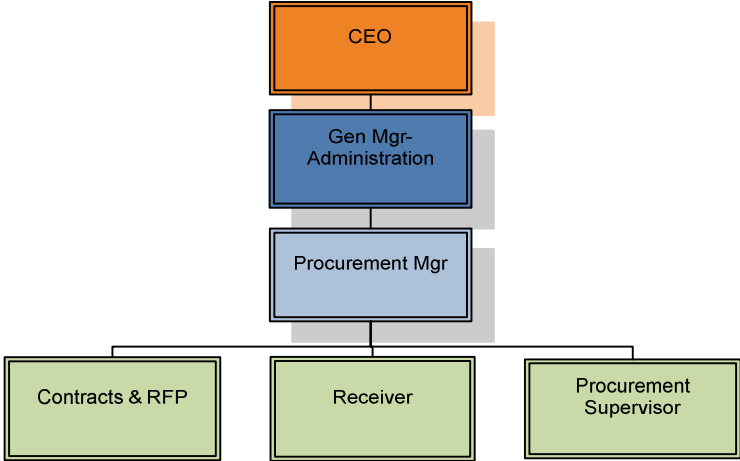 CEO
Gen Mgr-
Administration
Procurement Mgr
Contracts & RFP
Receiver
Procurement
Supervisor